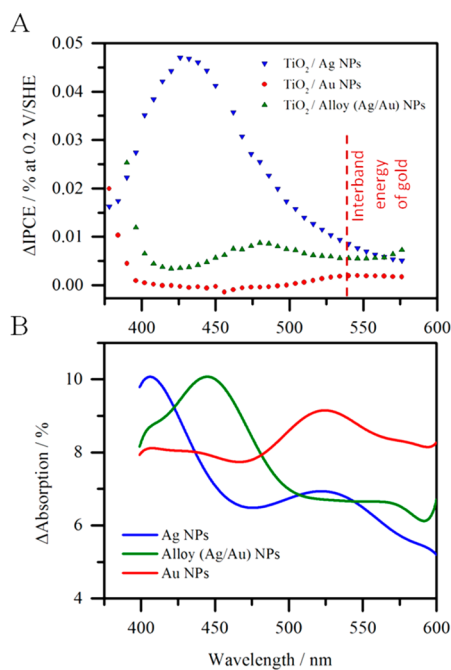 A
ΔIPCE / % at 0.2 V/SHE
0.05
0.04
0.03
0.02
0.01
0.00
TiO₂ / Ag NPs
TiO₂ / Au NPs
TiO₂ / Alloy (Ag/Au) NPs
Interband
energy
of gold
400 450 500 550 600
B
ΔAbsorption / %
10
8
6
4
Ag NPs
Alloy (Ag/Au) NPs
Au NPs
400 450 500 550 600
Wavelength / nm